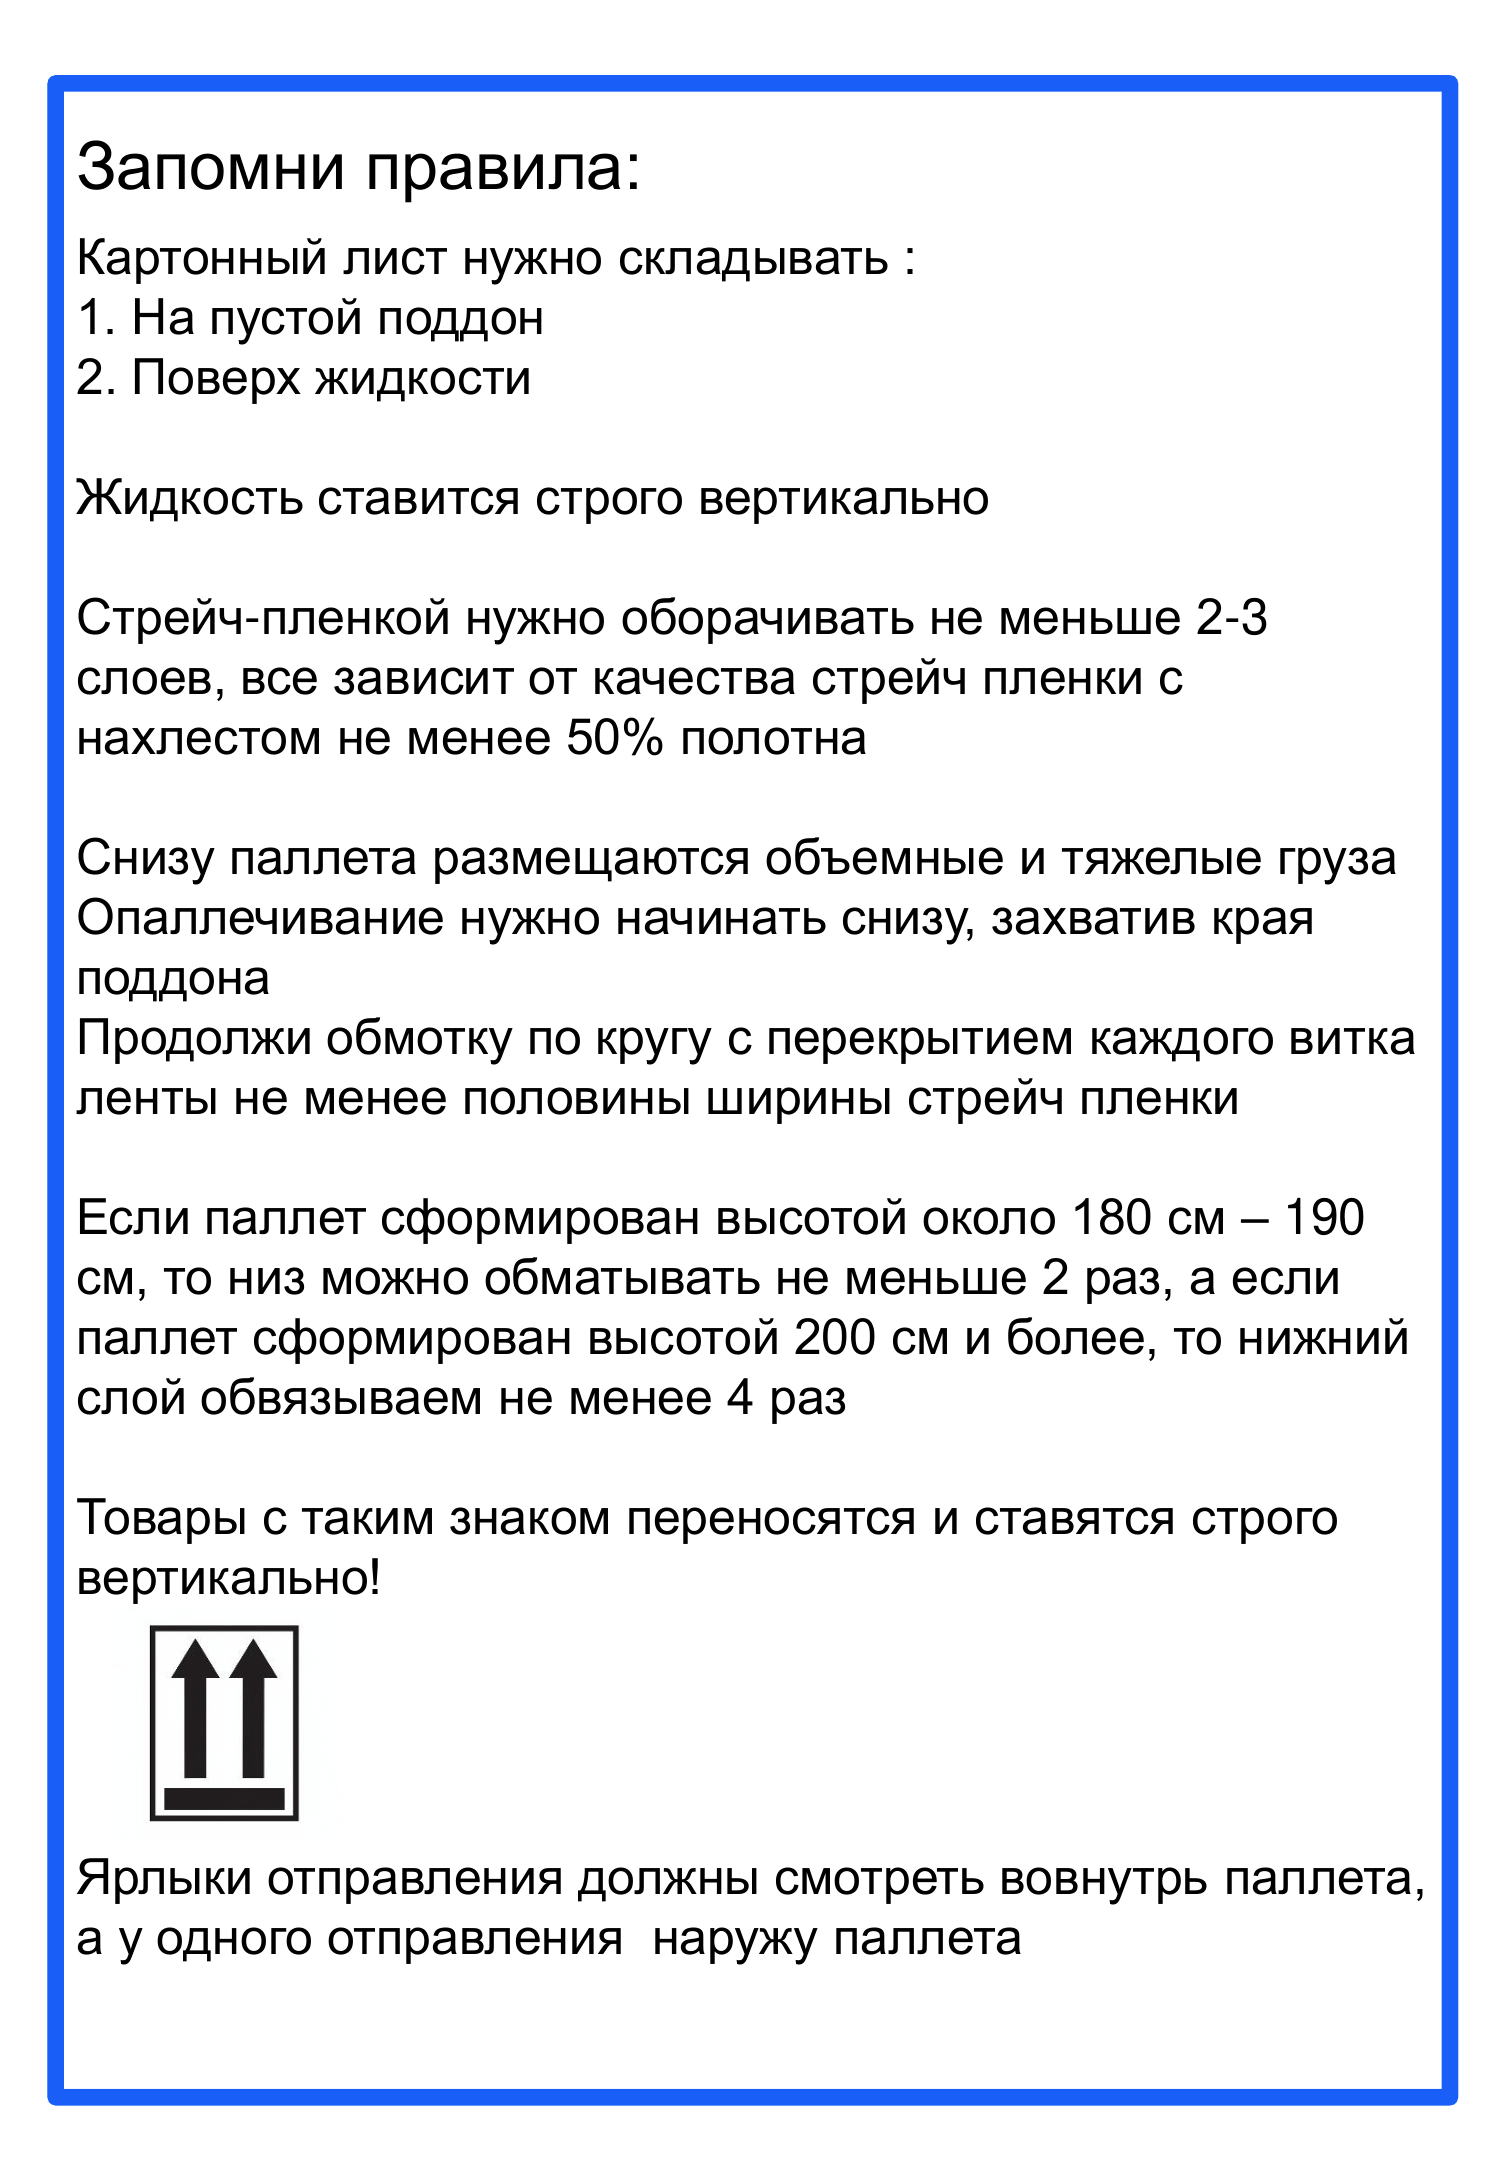 Запомни правила:
Картонный лист нужно складывать :
1. На пустой поддон
2. Поверх жидкости
Жидкость ставится строго вертикально
Стрейч-пленкой нужно оборачивать не меньше 2-3
слоев, все зависит от качества стрейч пленки с
нахлестом не менее 50% полотна
Снизу паллета размещаются объемные и тяжелые груза
Опаллечивание нужно начинать снизу, захватив края
поддона
Продолжи обмотку по кругу с перекрытием каждого витка
ленты не менее половины ширины стрейч пленки
Если паллет сформирован высотой около 180 см – 190
см, то низ можно обматывать не меньше 2 раз, а если
паллет сформирован высотой 200 см и более, то нижний
слой обвязываем не менее 4 раз
Товары с таким знаком переносятся и ставятся строго
вертикально!
Ярлыки отправления должны смотреть вовнутрь паллета,
а у одного отправления  наружу паллета